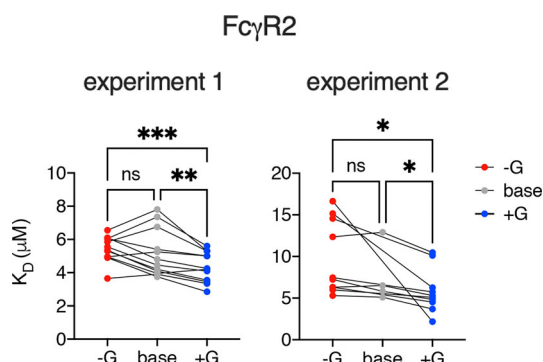 FcγR2
experiment 1
experiment 2
***
ns
**
*
ns
*
-G
base
+G
K_D (μM)
10
8
6
4
2
0
-G
base
+G
20
15
10
5
0
-G
base
+G